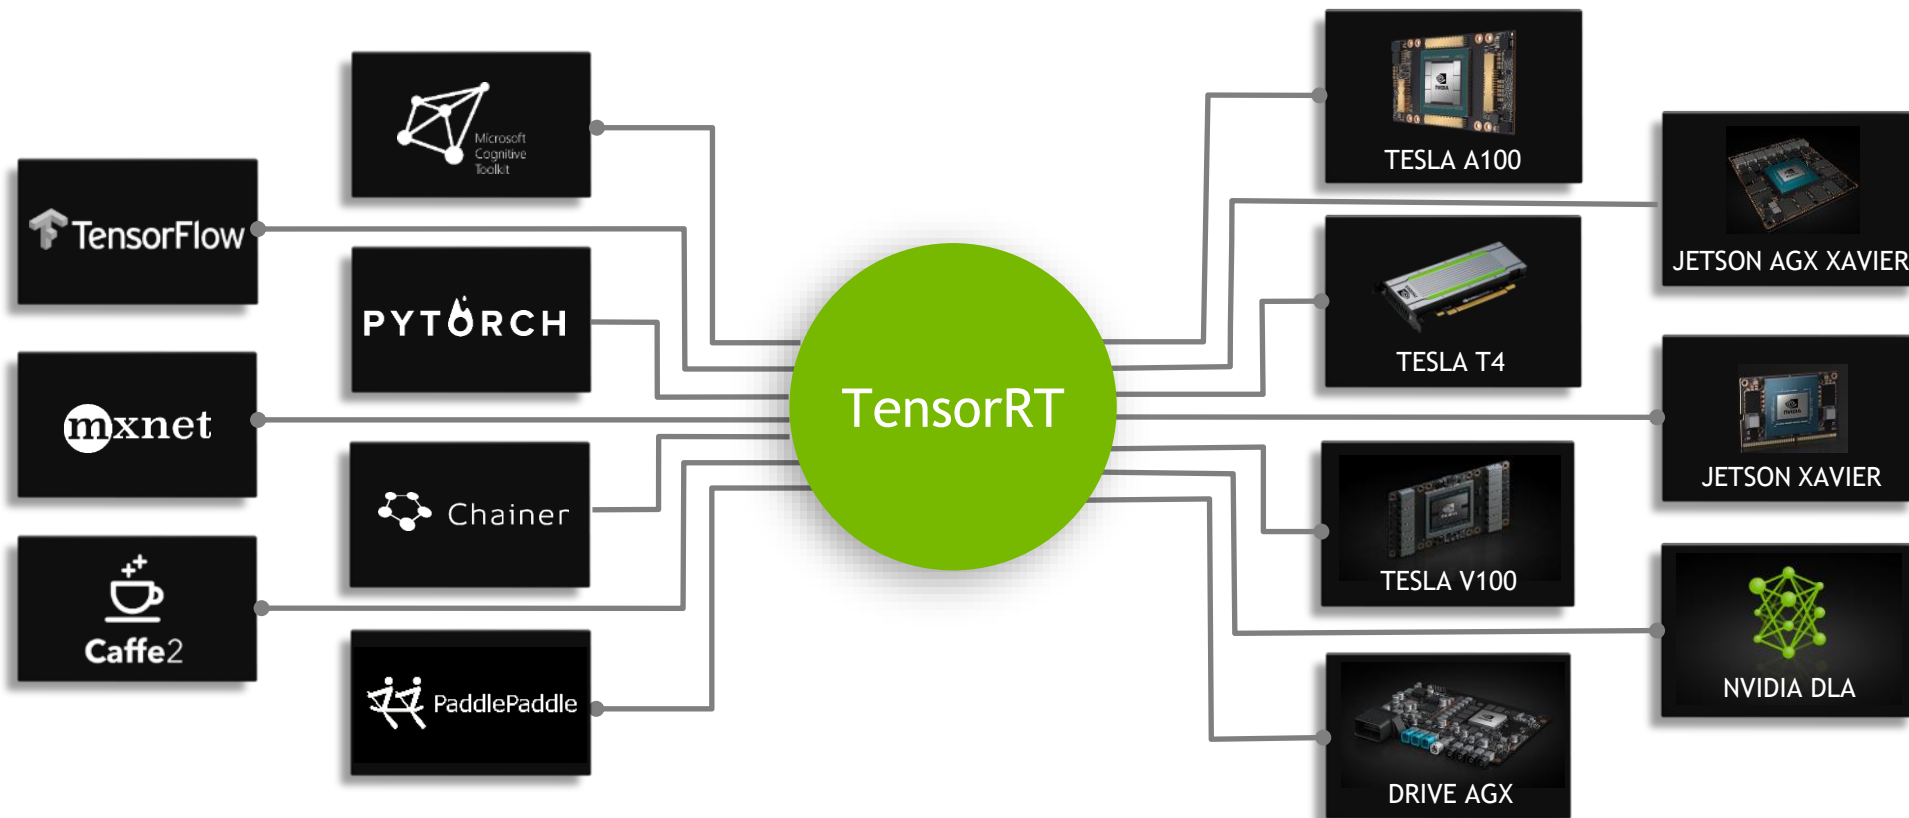 Microsoft
Cognitive
Toolkit
TensorFlow
PYTORCH
mxnet
Chainer
Caffe2
PaddlePaddle
TensorRT
TESLA A100
JETSON AGX XAVIER
TESLA T4
JETSON XAVIER
TESLA V100
NVIDIA DLA
DRIVE AGX